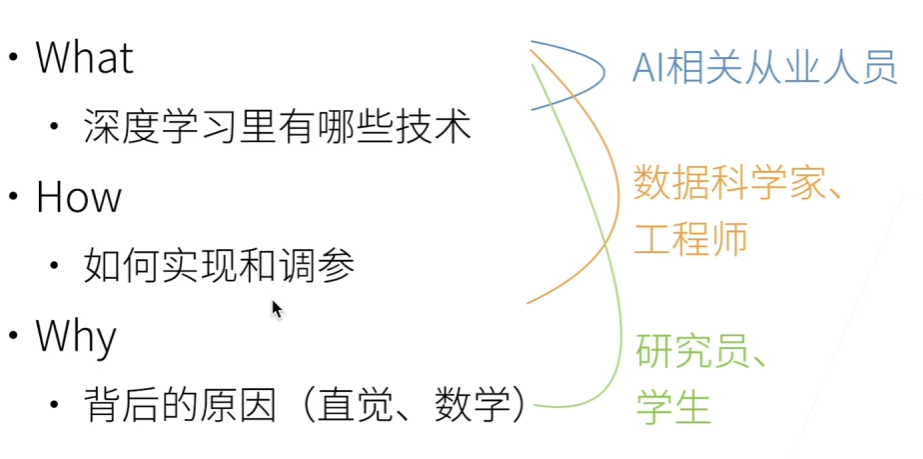 • What
• 深度学习里有哪些技术
• How
• 如何实现和调参
• Why
• 背后的原因（直觉、数学）
AI相关从业人员
数据科学家、
工程师
研究员、
学生